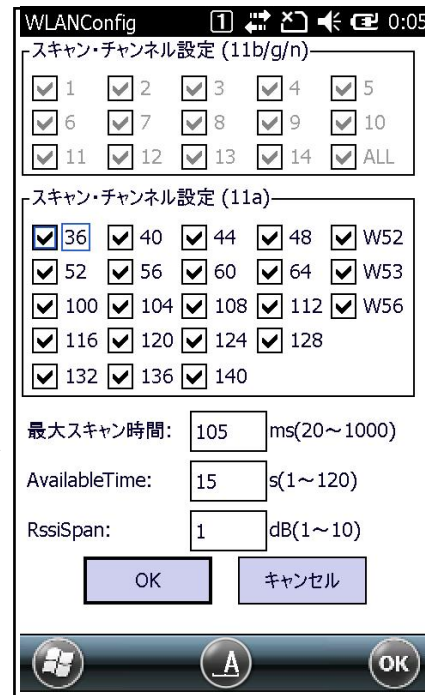 WLANConfig 1 0:05
スキャン・チャンネル設定 (11b/g/n)
1 2 3 4 5
6 7 8 9 10
11 12 13 14 ALL
スキャン・チャンネル設定 (11a)
36 40 44 48 W52
52 56 60 64 W53
100 104 108 112 W56
116 120 124 128
132 136 140
最大スキャン時間: 105 ms(20~1000)
AvailableTime: 15 s(1~120)
RssiSpan: 1 dB(1~10)
OK キャンセル
A OK